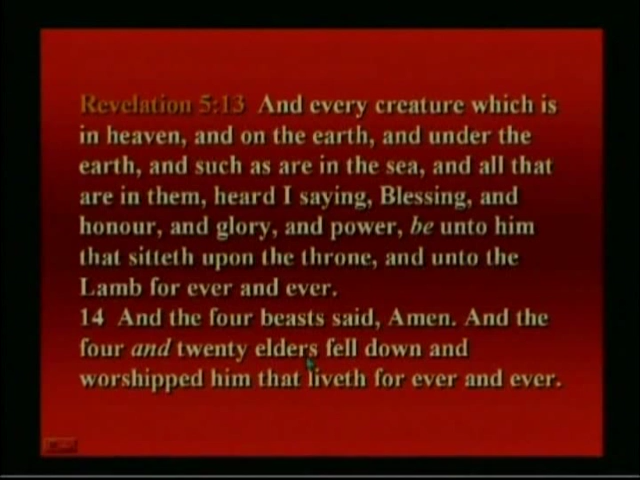 Revelation 5:13 And every creature which is
in heaven, and on the earth, and under the
earth, and such as are in the sea, and all that
are in them, heard I saying, Blessing, and
honour, and glory, and power, be unto him
that sitteth upon the throne, and unto the
Lamb for ever and ever.
14 And the four beasts said, Amen. And the
four and twenty elders fell down and
worshipped him that liveth for ever and ever.